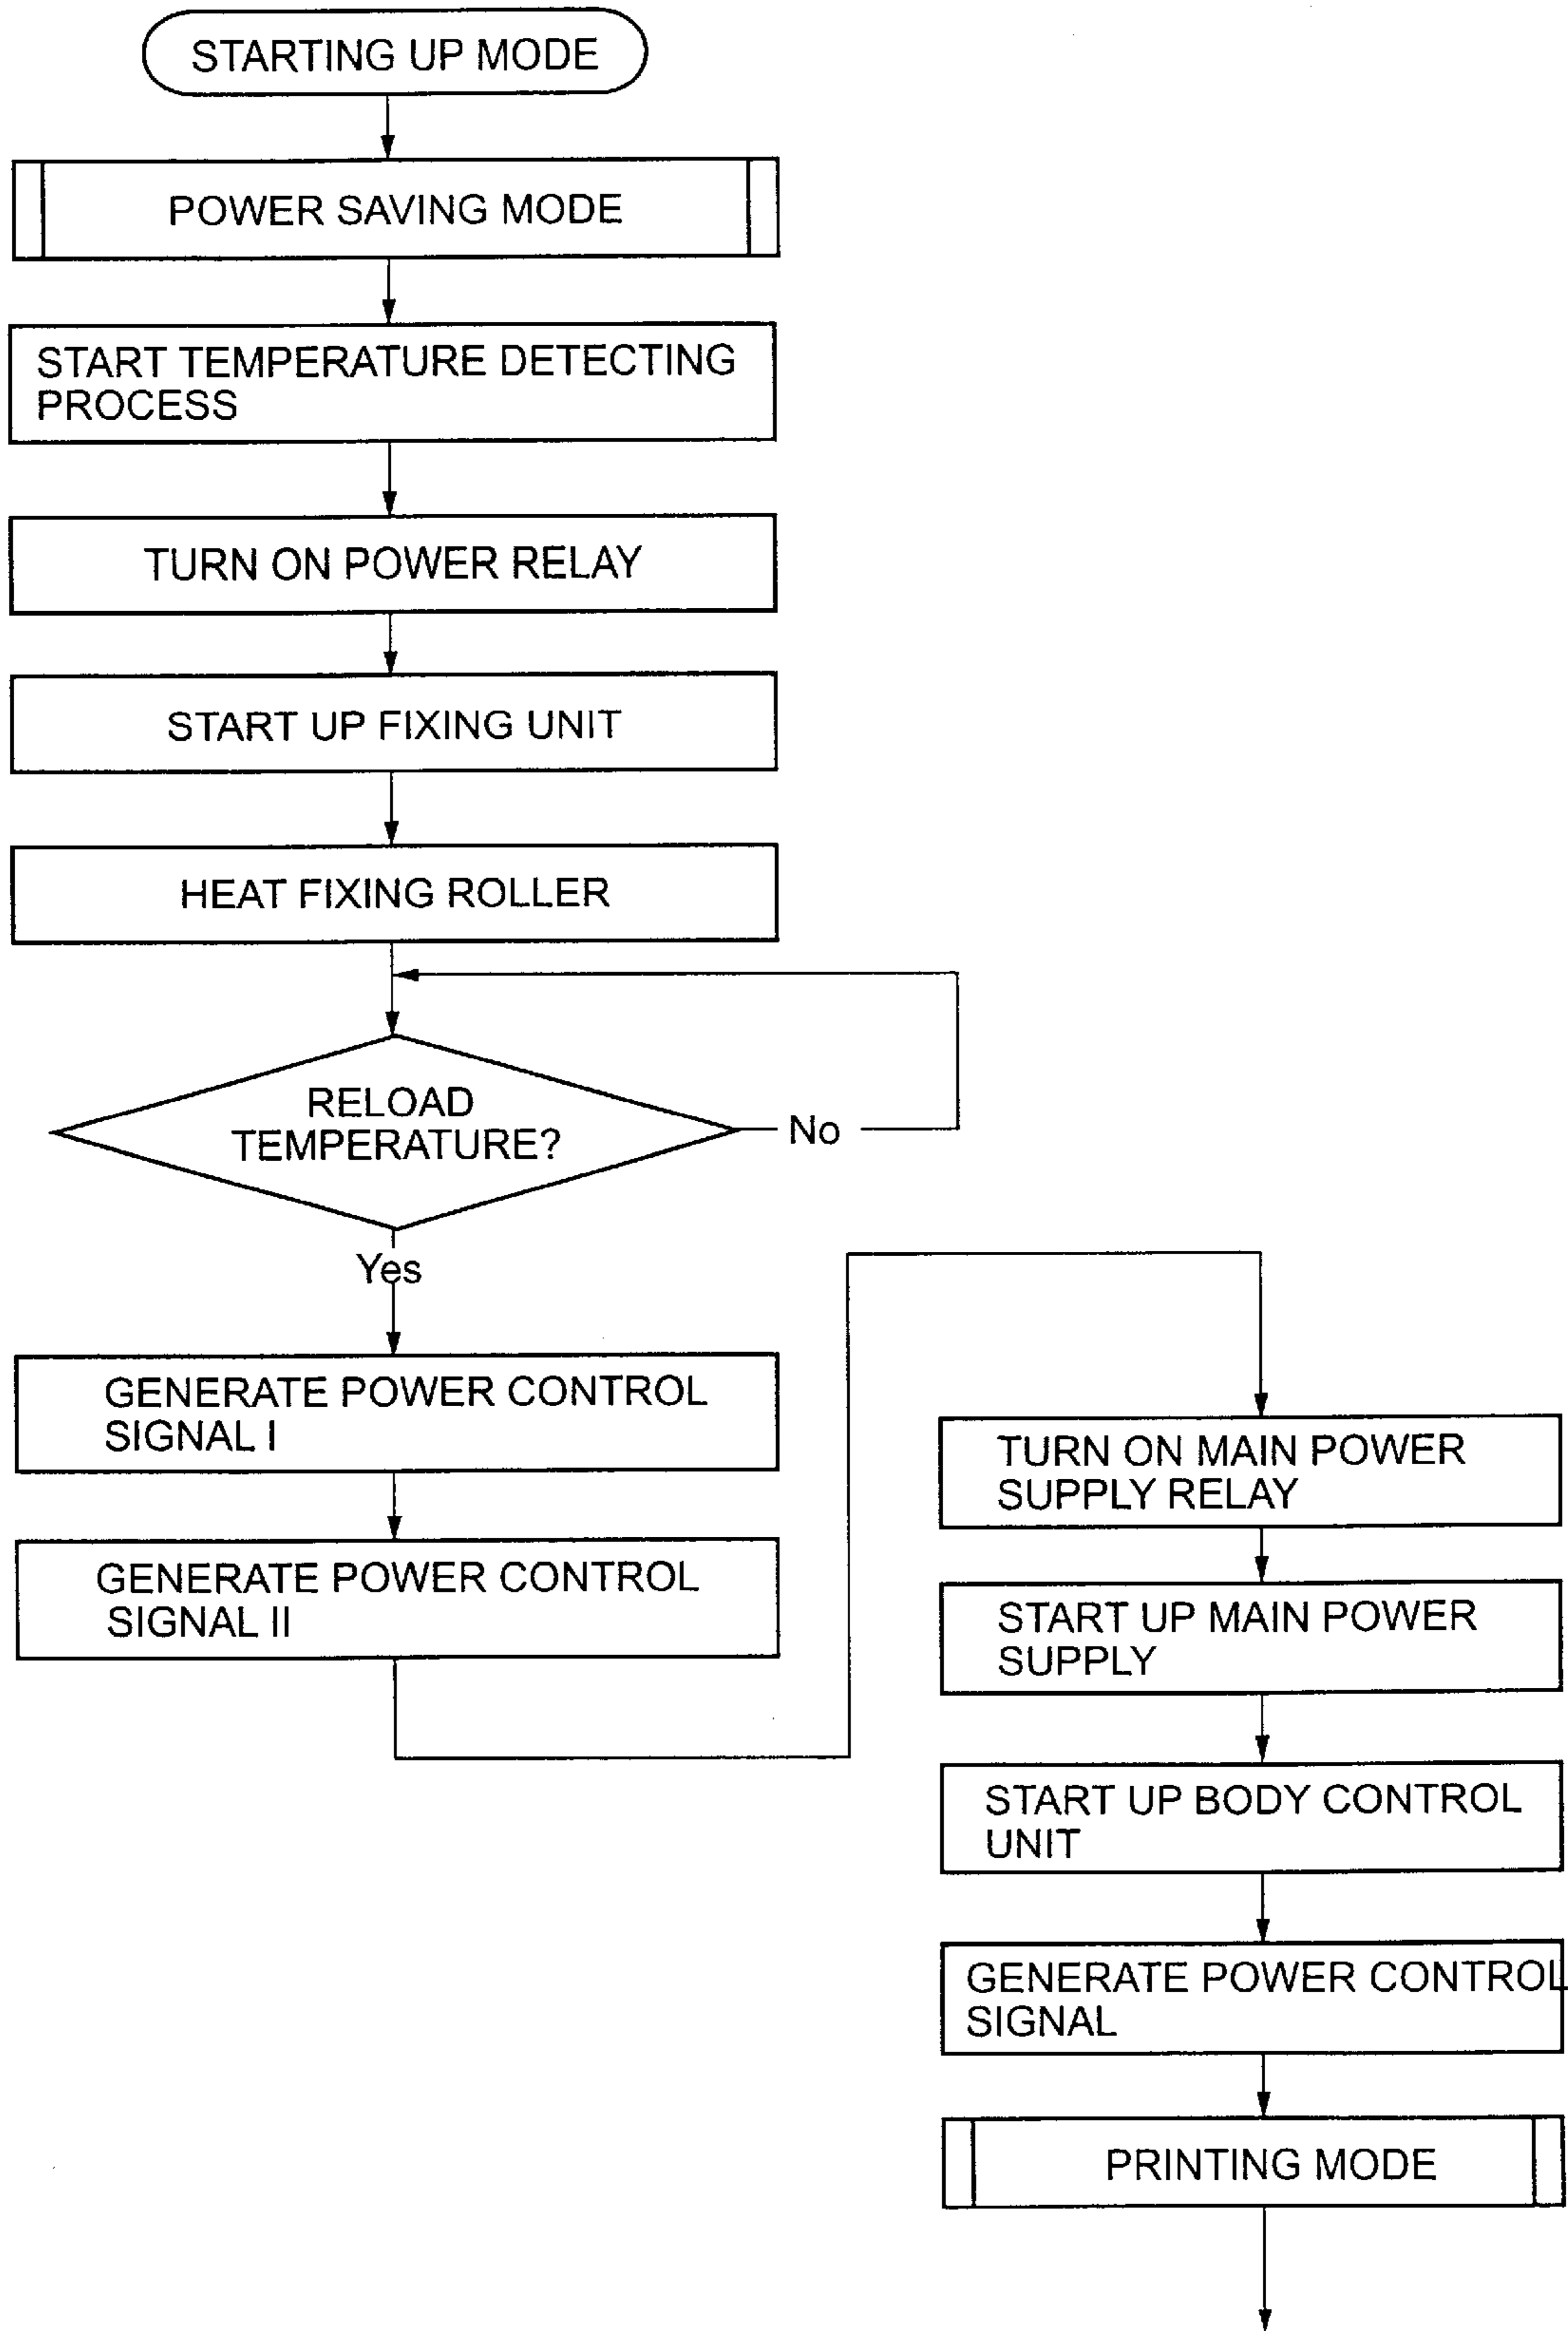 STARTING UP MODE
POWER SAVING MODE
START TEMPERATURE DETECTING
PROCESS
TURN ON POWER RELAY
START UP FIXING UNIT
HEAT FIXING ROLLER
RELOAD
TEMPERATURE?
No
Yes
GENERATE POWER CONTROL
SIGNAL I
GENERATE POWER CONTROL
SIGNAL II
TURN ON MAIN POWER
SUPPLY RELAY
START UP MAIN POWER
SUPPLY
START UP BODY CONTROL
UNIT
GENERATE POWER CONTROL
SIGNAL
PRINTING MODE